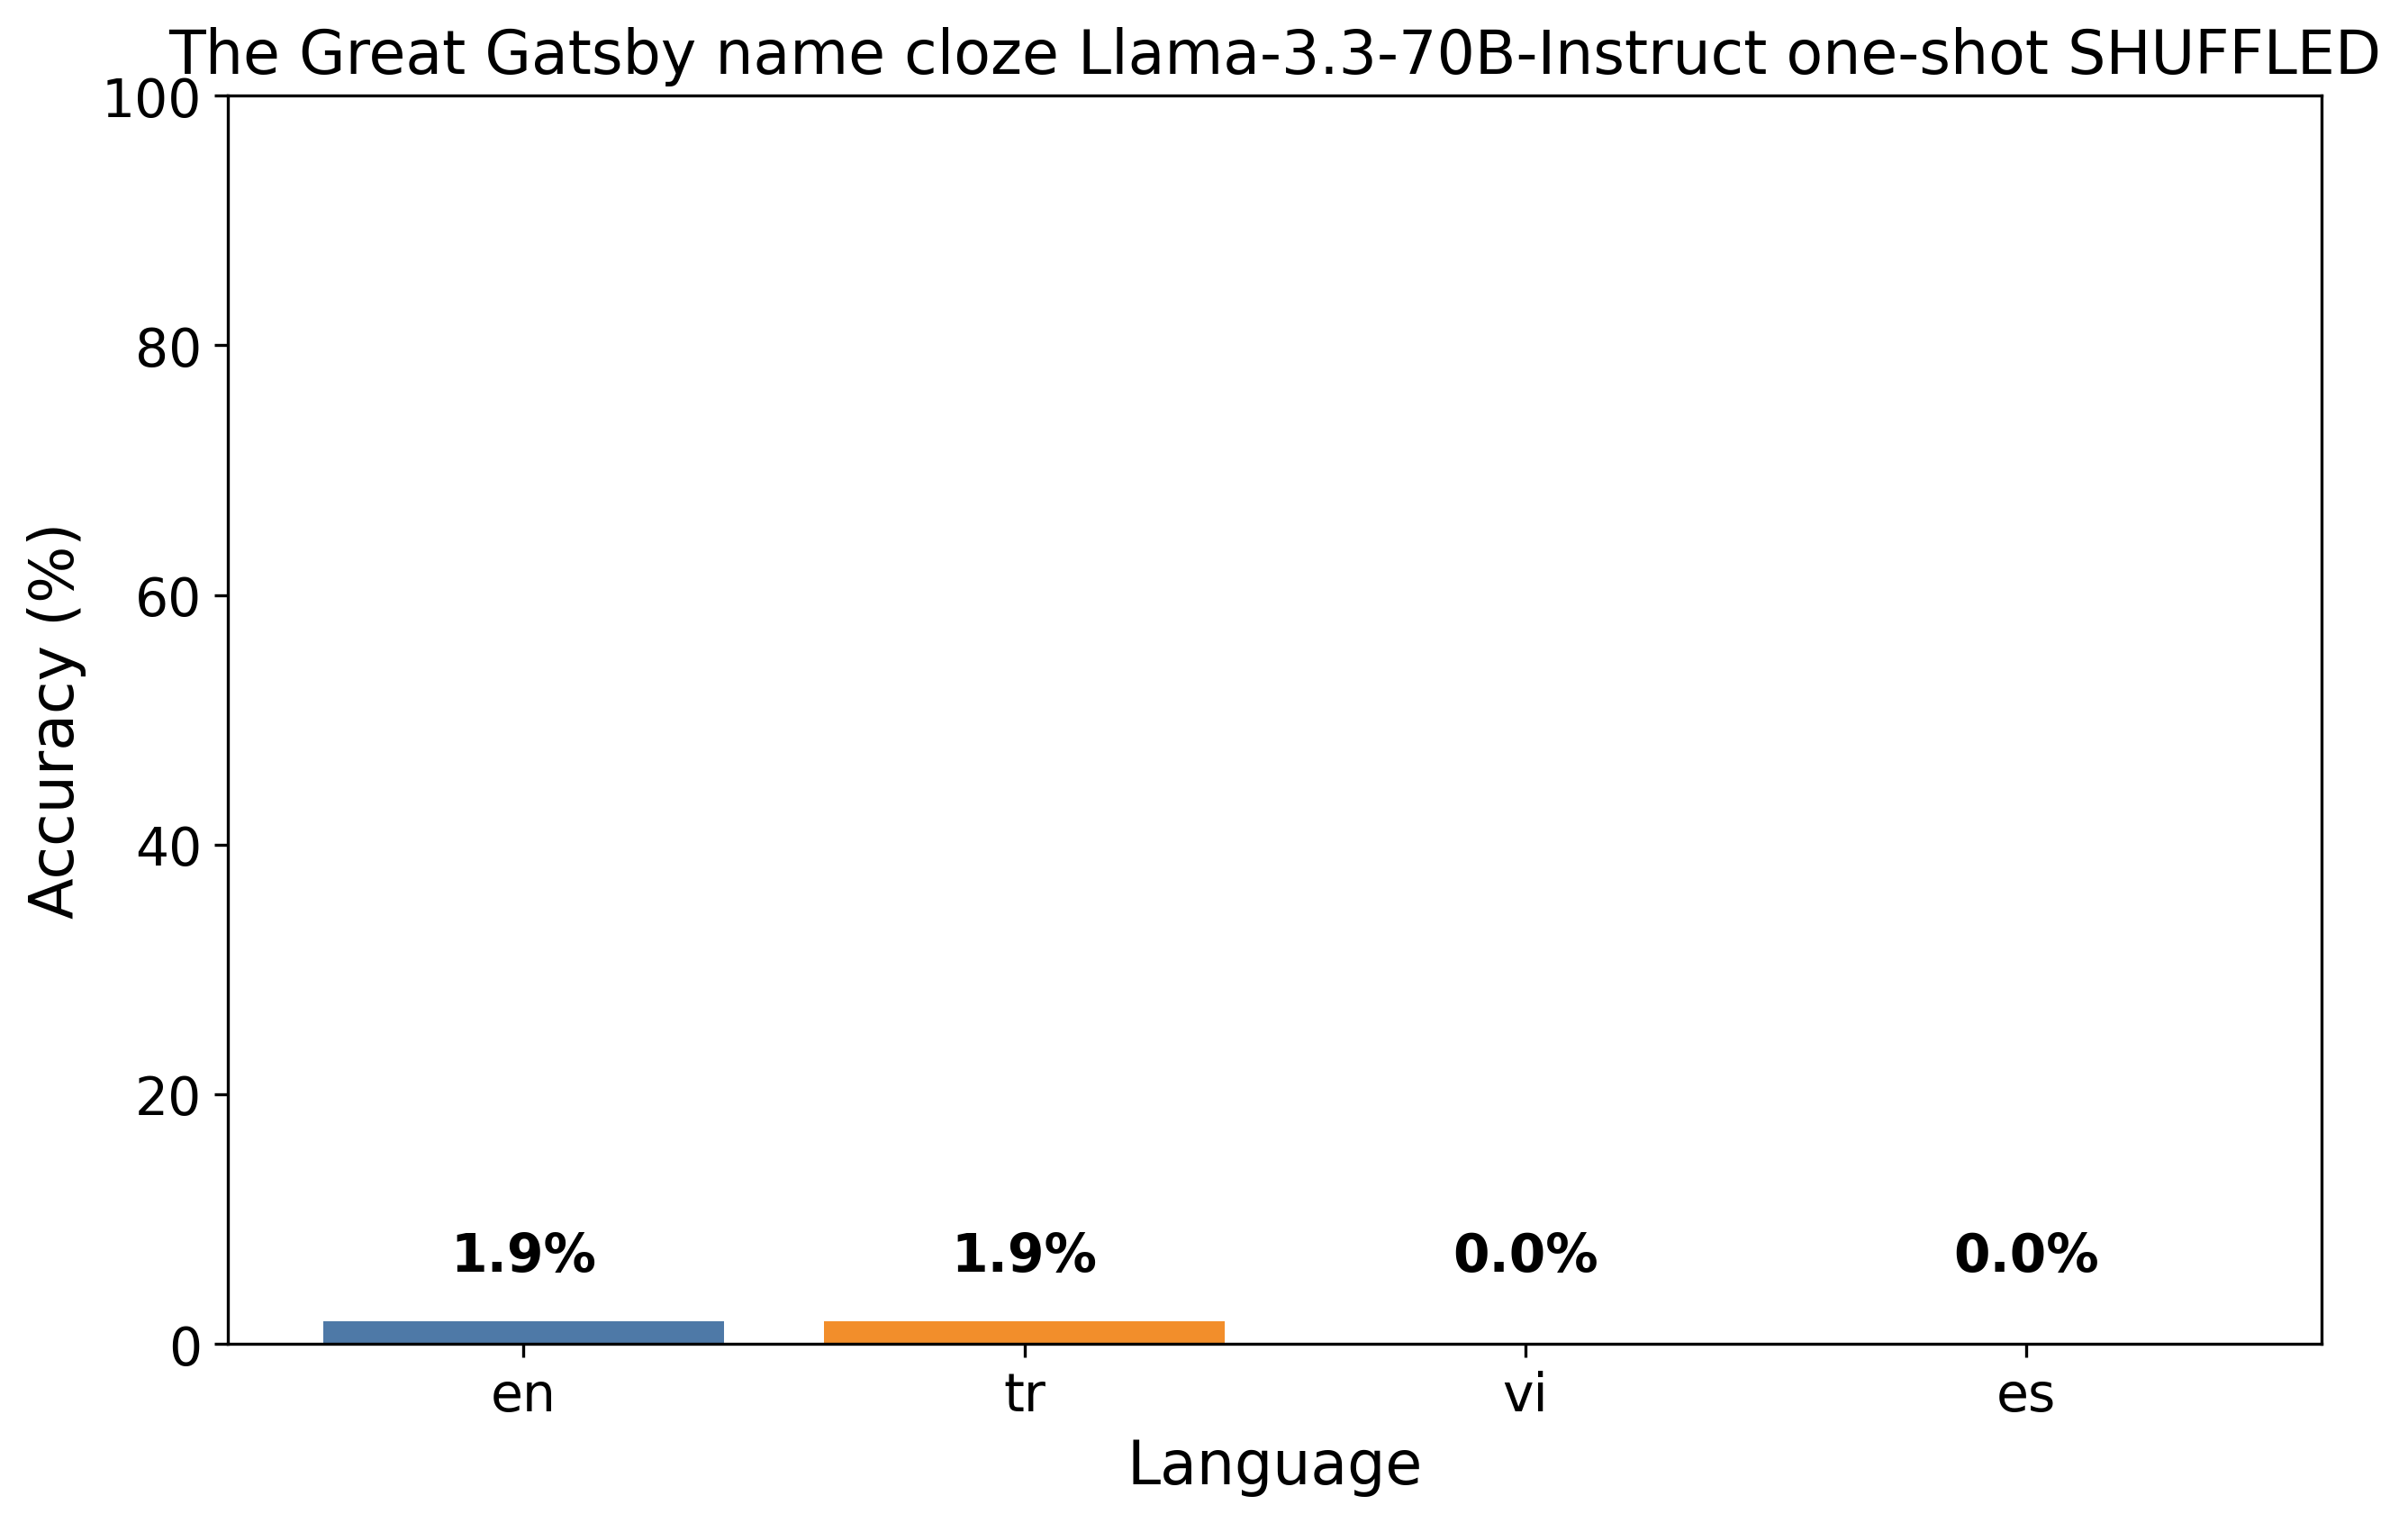 The Great Gatsby name cloze Llama-3.3-70B-Instruct one-shot SHUFFLED
Accuracy (%)
100
80
60
40
20
0
1.9%
1.9%
0.0%
0.0%
en
tr
vi
es
Language